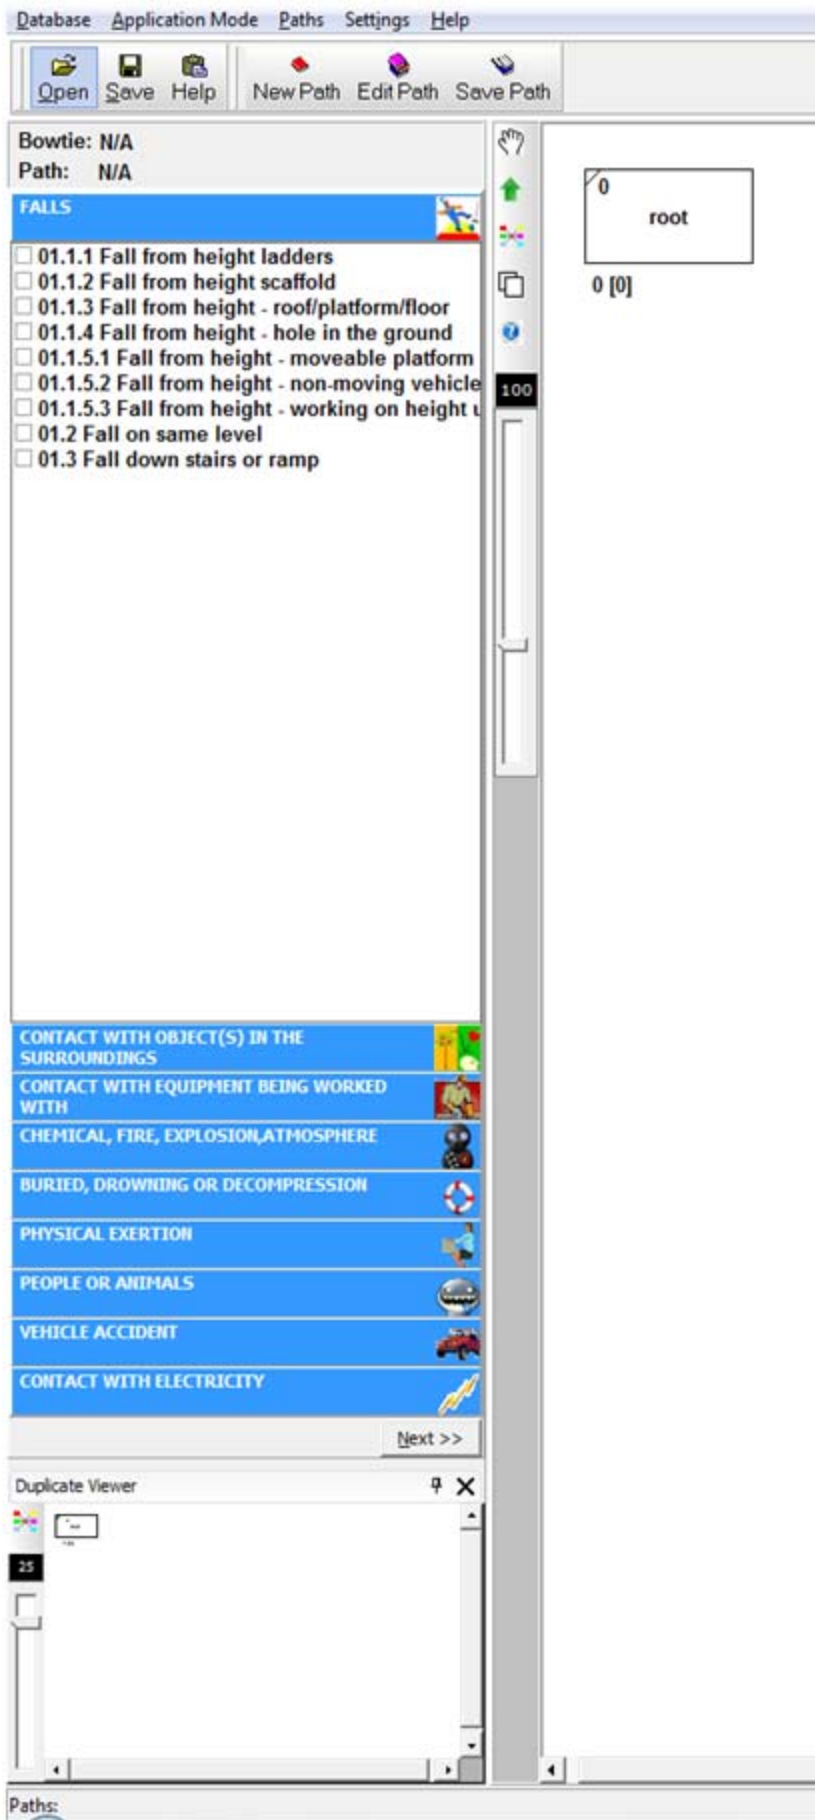 Database Application Mode Paths Settings Help
Open Save Help New Path Edit Path Save Path
Bowtie: N/A
Path: N/A
FALLS
01.1.1 Fall from height ladders
01.1.2 Fall from height scaffold
01.1.3 Fall from height - roof/platform/floor
01.1.4 Fall from height - hole in the ground
01.1.5.1 Fall from height - moveable platform
01.1.5.2 Fall from height - non-moving vehicle
01.1.5.3 Fall from height - working on height
01.2 Fall on same level
01.3 Fall down stairs or ramp
CONTACT WITH OBJECT(S) IN THE
SURROUNDINGS
CONTACT WITH EQUIPMENT BEING WORKED
WITH
CHEMICAL, FIRE, EXPLOSION,ATMOSPHERE
BURIED, DROWNING OR DECOMPRESSION
PHYSICAL EXERTION
PEOPLE OR ANIMALS
VEHICLE ACCIDENT
CONTACT WITH ELECTRICITY
Next >>
Duplicate Viewer
25
100
0
root
0 [0]
Paths: